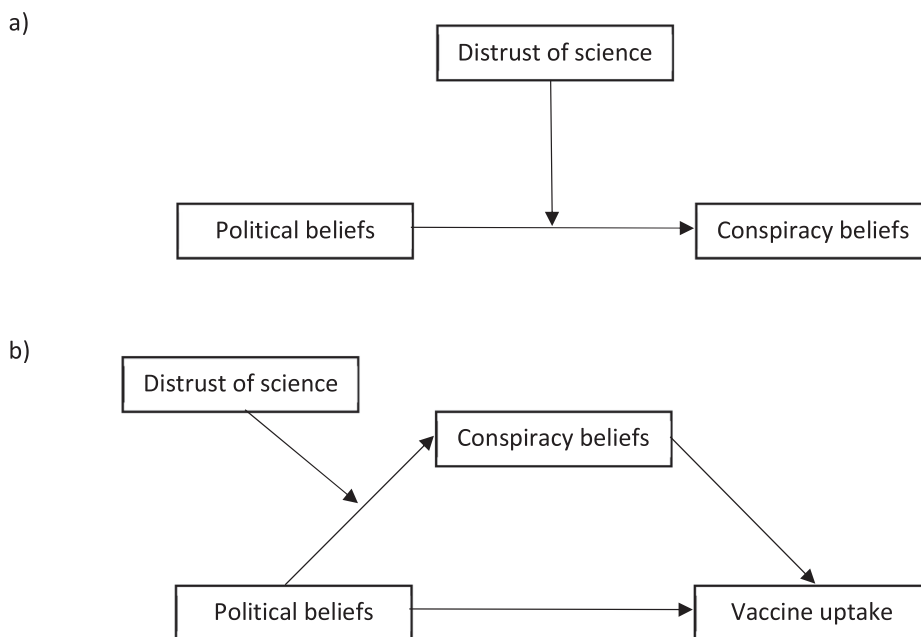 a)
Distrust of science
Political beliefs
Conspiracy beliefs
b)
Distrust of science
Conspiracy beliefs
Political beliefs
Vaccine uptake